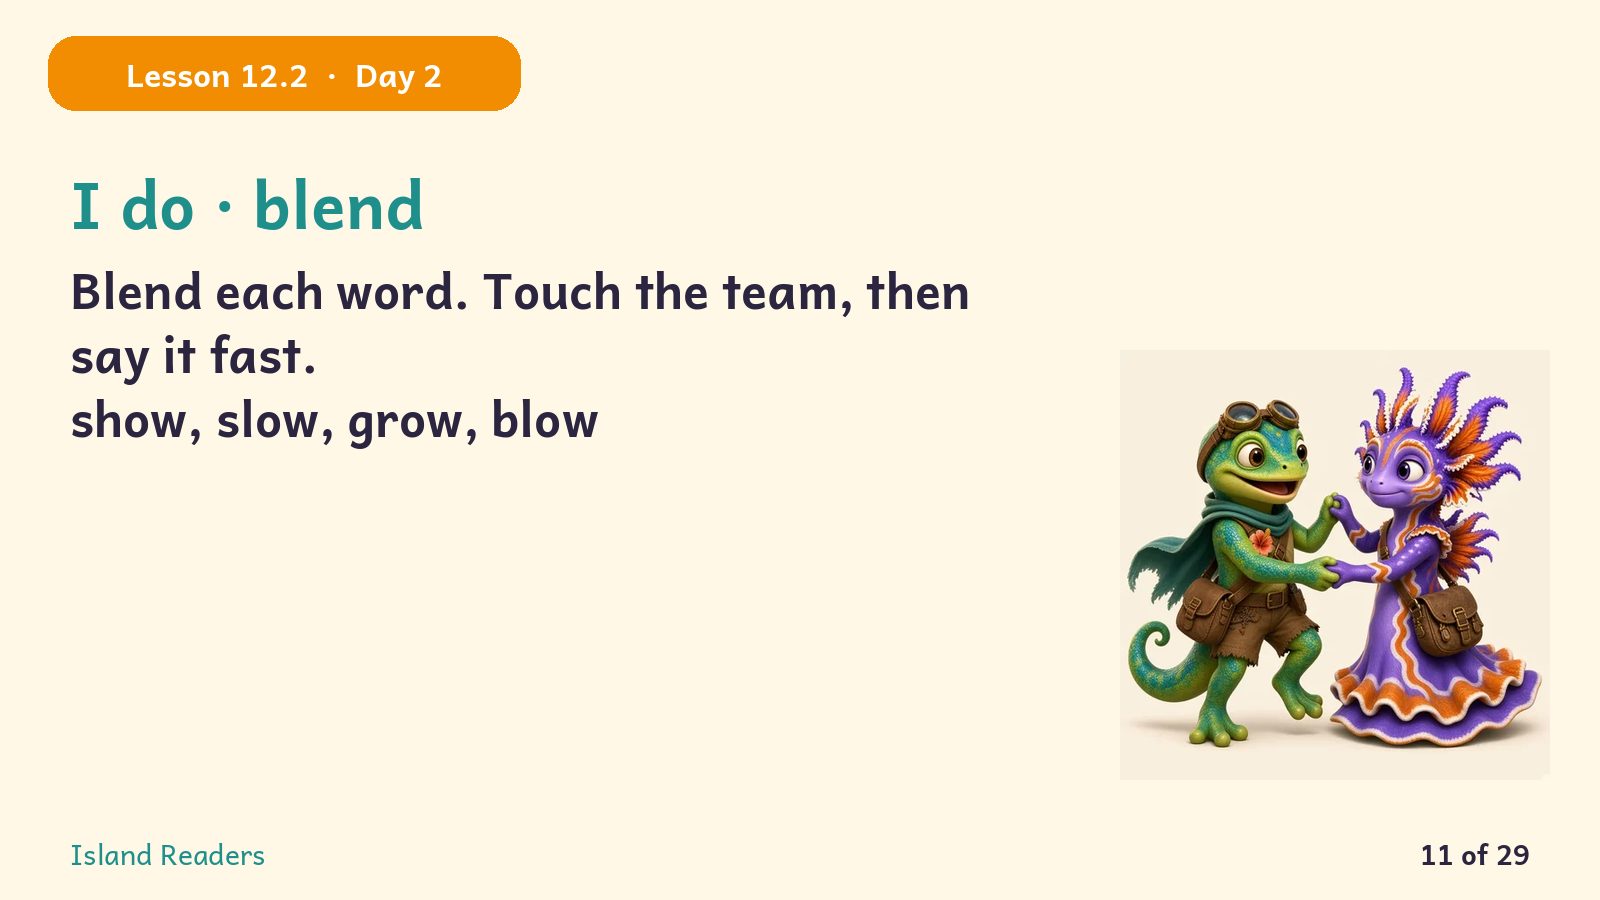 Lesson 12.2 · Day 2
I do · blend
Blend each word. Touch the team, then
say it fast.
show, slow, grow, blow
Island Readers
11 of 29